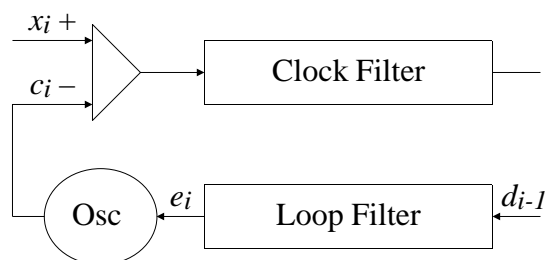 xi +
Clock Filter
ci −
Osc
ei
Loop Filter
di-1